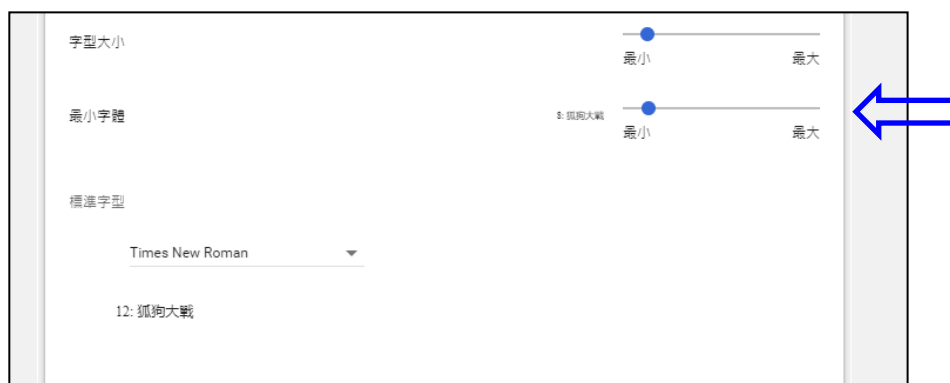 字型大小
最小 最大
最小字體 8: 狐狗大戰
最小 最大
標準字型
Times New Roman
12: 狐狗大戰